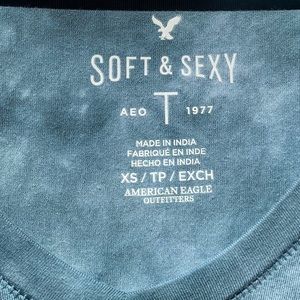 SOFT & SEXY
AEO T 1977
MADE IN INDIA
FABRIQUÉ EN INDE
HECHO EN INDIA
XS / TP / EXCH
AMERICAN EAGLE
OUTFITTERS